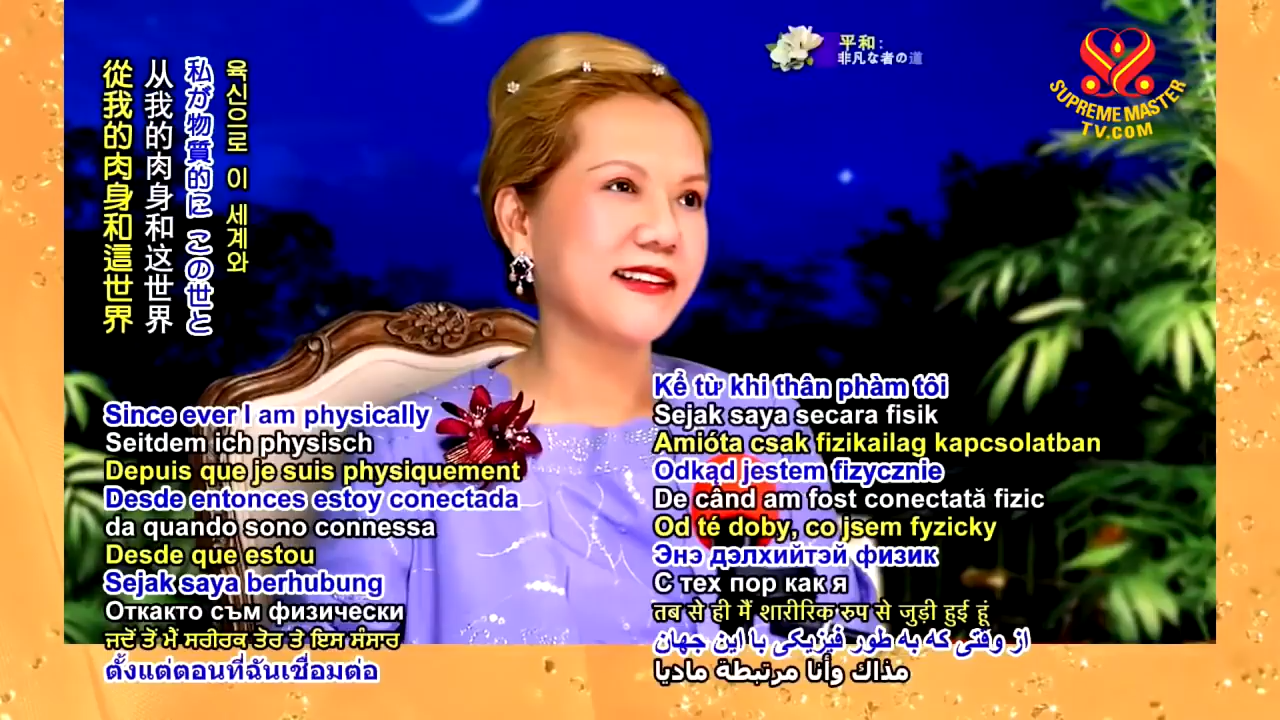 平和:
非凡な者の道
SUPREME MASTER
TV.COM
육신으로 이 세계와
私が物質的に この世と
从我的肉身和这世界
從我的肉身和這世界
Since ever I am physically
Seitdem ich physisch
Depuis que je suis physiquement
Desde entonces estoy conectada
da quando sono connessa
Desde que estou
Sejak saya berhubung
Откакто съм физически
ਜਦੋਂ ਤੋਂ ਮੈਂ ਸਰੀਰਕ ਤੌਰ ਤੇ ਇਸ ਸੰਸਾਰ
ตั้งแต่ตอนที่ฉันเชื่อมต่อ
Kể từ khi thân phàm tôi
Sejak saya secara fisik
Amióta csak fizikailag kapcsolatban
Odkąd jestem fizycznie
De când am fost conectată fizic
Od té doby, co jsem fyzicky
Энэ дэлхийтэй физик
С тех пор как я
तब से ही मैं शारीरिक रुप से जुड़ी हुई हूं
از وقتی که به طور فیزیکی با این جهان
مذاك وأنا مرتبطة ماديا